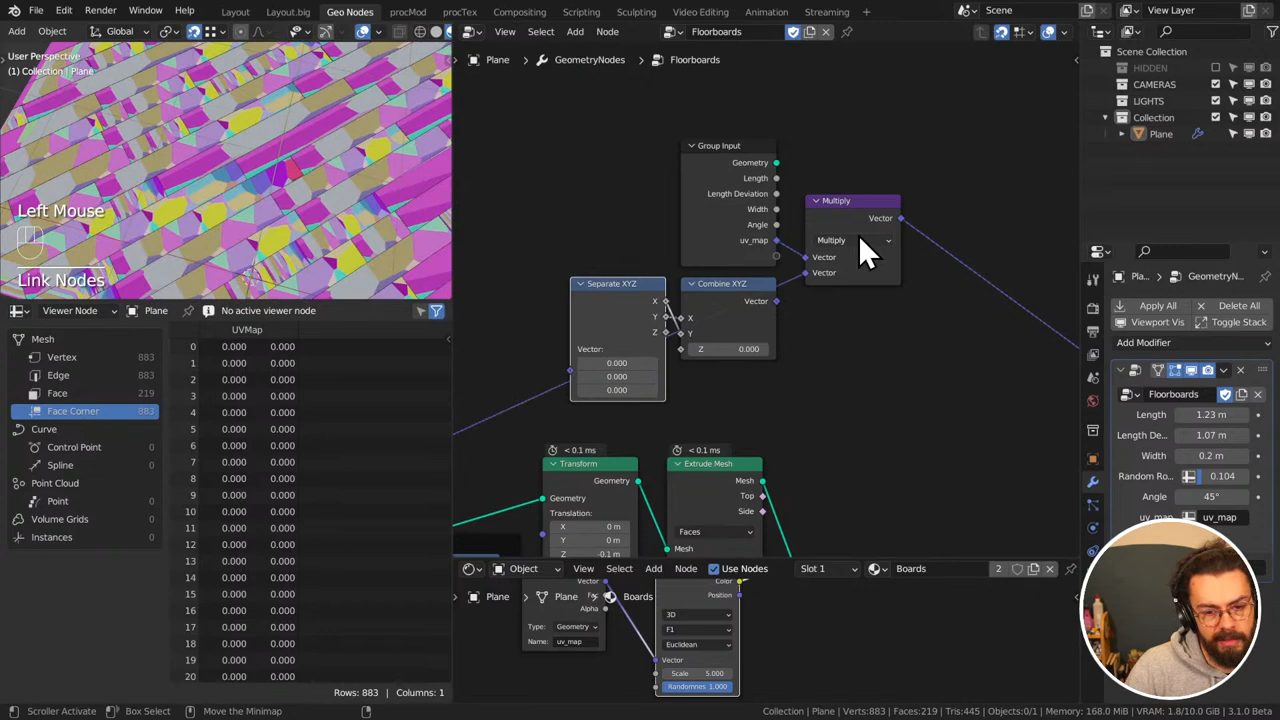 File Edit Render Window Help Layout Layout.big Geo Nodes procMod procTex Compositing Scripting Sculpting Video Editing Animation Streaming Scene View Layer
Add Object Global View Select Add Node Floorboards
User Perspective
(1) Collection | Plane
Plane GeometryNodes Floorboards
Scene Collection
HIDDEN
CAMERAS
LIGHTS
Collection
Plane
Left Mouse
Link Nodes
Group Input
Geometry
Length
Length Deviation
Width
Angle
uv_map
Multiply
Vector
Multiply
Vector
Vector
Separate XYZ
X
Y
Z
Vector:
0.000
0.000
0.000
Combine XYZ
Vector
X
Y
Z 0.000
Viewer Node Plane No active viewer node
Mesh
Vertex 883
Edge 445
Face 219
Face Corner 883
Curve
Control Point 0
Spline 0
Point Cloud
Point 0
Volume Grids 0
Instances 0
UVMap
0 0.000 0.000
1 0.000 0.000
2 0.000 0.000
3 0.000 0.000
4 0.000 0.000
5 0.000 0.000
6 0.000 0.000
7 0.000 0.000
8 0.000 0.000
9 0.000 0.000
10 0.000 0.000
11 0.000 0.000
12 0.000 0.000
13 0.000 0.000
14 0.000 0.000
15 0.000 0.000
16 0.000 0.000
17 0.000 0.000
18 0.000 0.000
19 0.000 0.000
20 0.000 0.000
Rows: 883 | Columns: 1
< 0.1 ms
Transform
Geometry
Geometry
Translation:
X 0 m
Y 0 m
Z -0.1 m
< 0.1 ms
Extrude Mesh
Mesh
Top
Side
Faces
Mesh
Object View Select Add Node Use Nodes Slot 1 Boards 2
Plane Plane Boards
Vector
Fac
Alpha
Type: Geometry
Name: uv_map
Color
Position
3D
F1
Euclidean
Vector
Scale 5.000
Randomnes 1.000
Pla... GeometryN...
Apply All Delete All
Viewport Vis Toggle Stack
Add Modifier
Floorboards
Length 1.23 m
Length De... 1.07 m
Width 0.2 m
Random Ro... 0.104
Angle 45°
uv_map uv_map
Scroller Activate Box Select Move the Minimap Collection | Plane | Verts:883 | Faces:219 | Tris:445 | Objects:0/1 | Memory: 168.0 MiB | VRAM: 1.8/10.0 GiB | 3.1.0 Beta